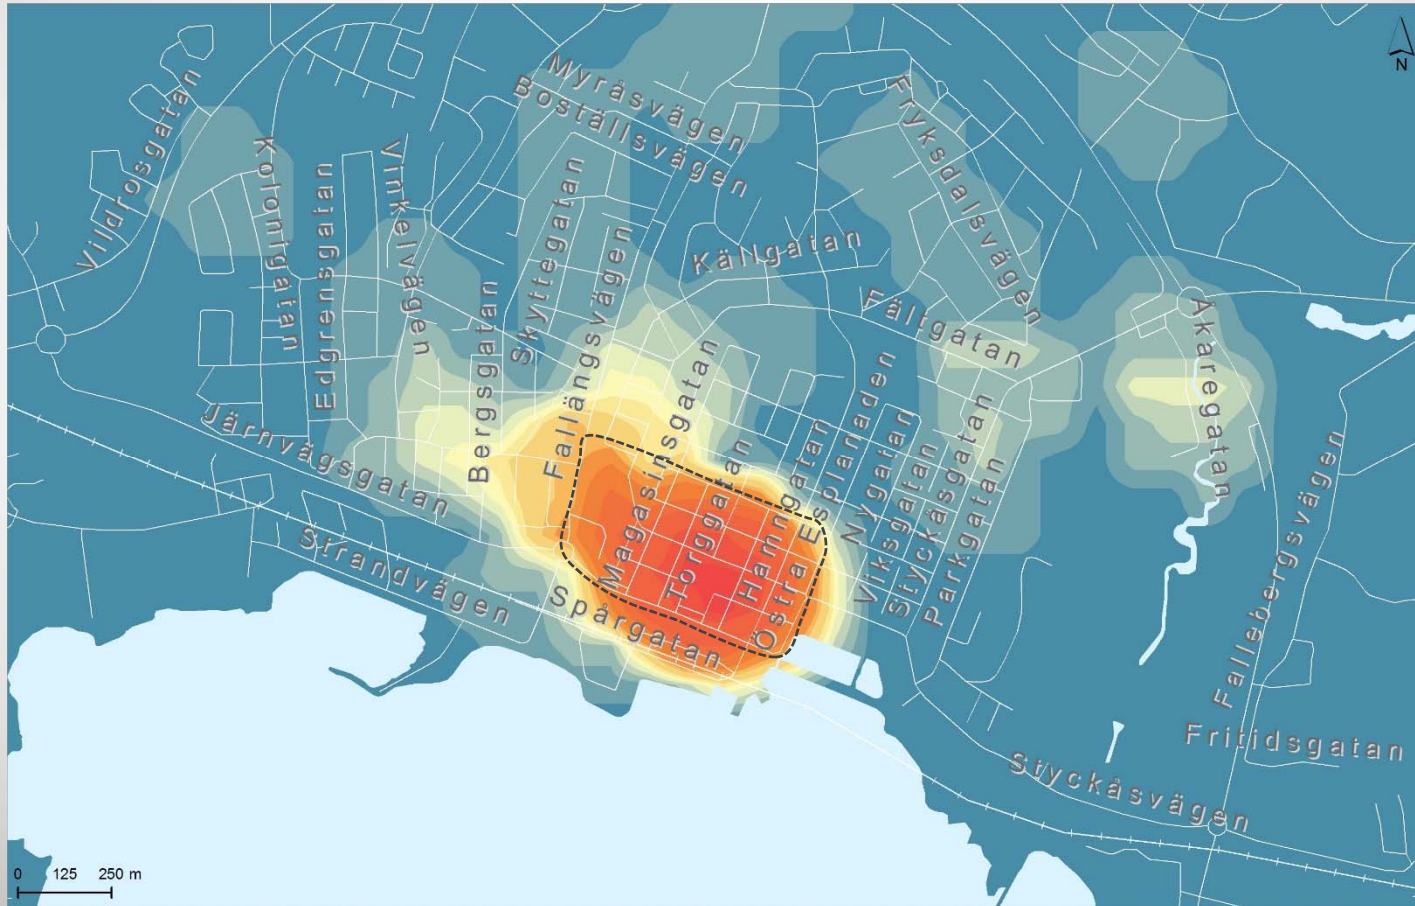 N
Myråsvägen
Boställsvägen
Vildrosgatan
Kolonigatan
Edgrensgatan
Vinkelvägen
Skyttegatan
Fryksdalsvägen
Källgatan
Fallängsvägen
Bergsgatan
Fältgatan
Åkaregatan
Magasinsgatan
Torggatan
Hamngatan
Östra Esplanaden
Nygatan
Viksgatan
Styckåsgatan
Parkgatan
Järnvägsgatan
Strandvägen
Spårgatan
Fallebergsvägen
Fritidsgatan
Styckåsvägen
0 125 250 m